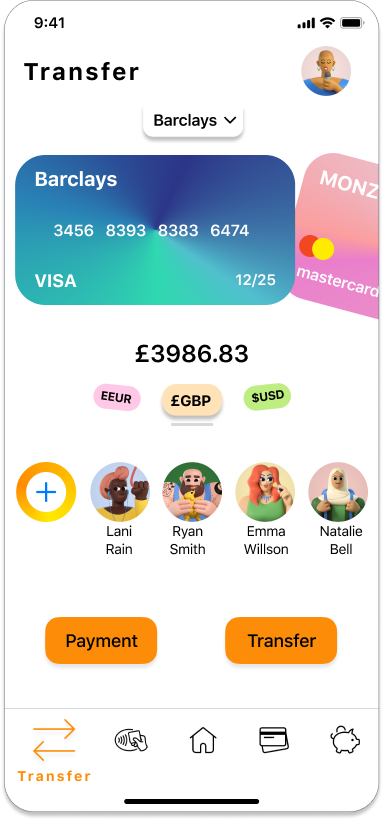 9:41
Transfer
Barclays
Barclays
3456 8393 8383 6474
VISA 12/25
MONZ
mastercard
£3986.83
EEUR £GBP $USD
Lani Ryan Emma Natalie
Rain Smith Willson Bell
Payment Transfer
Transfer